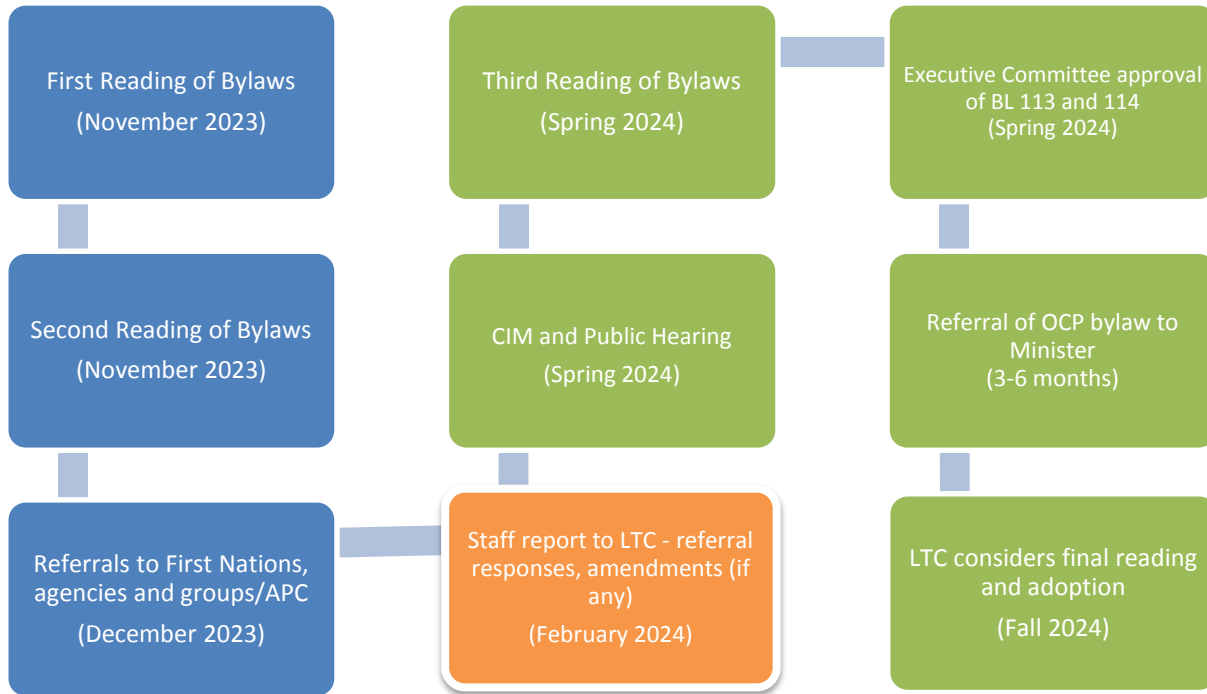 First Reading of Bylaws
(November 2023)
Second Reading of Bylaws
(November 2023)
Referrals to First Nations,
agencies and groups/APC
(December 2023)
Staff report to LTC - referral
responses, amendments (if
any)
(February 2024)
CIM and Public Hearing
(Spring 2024)
Third Reading of Bylaws
(Spring 2024)
Executive Committee approval
of BL 113 and 114
(Spring 2024)
Referral of OCP bylaw to
Minister
(3-6 months)
LTC considers final reading
and adoption
(Fall 2024)